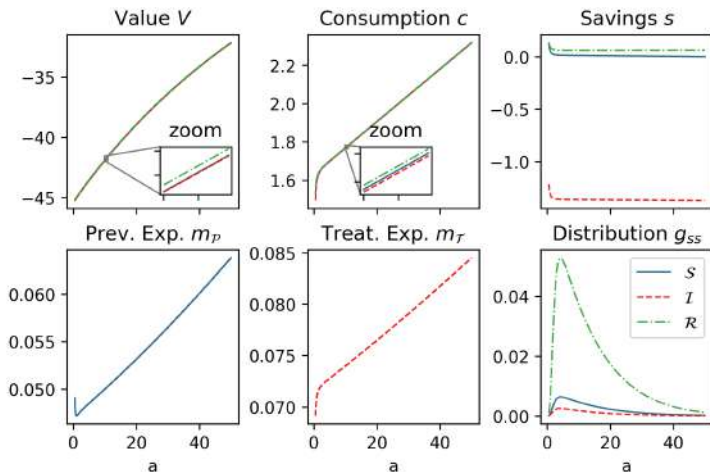 Value V
Consumption c
Savings s
−35
−40
−45
zoom
2.2
2.0
1.8
1.6
zoom
0.0
−0.5
−1.0
Prev. Exp. m_P
Treat. Exp. m_T
Distribution g_ss
0.060
0.055
0.050
0.085
0.080
0.075
0.070
0.04
0.02
0.00
S
I
R
0 20 40
0 20 40
0 20 40
a
a
a